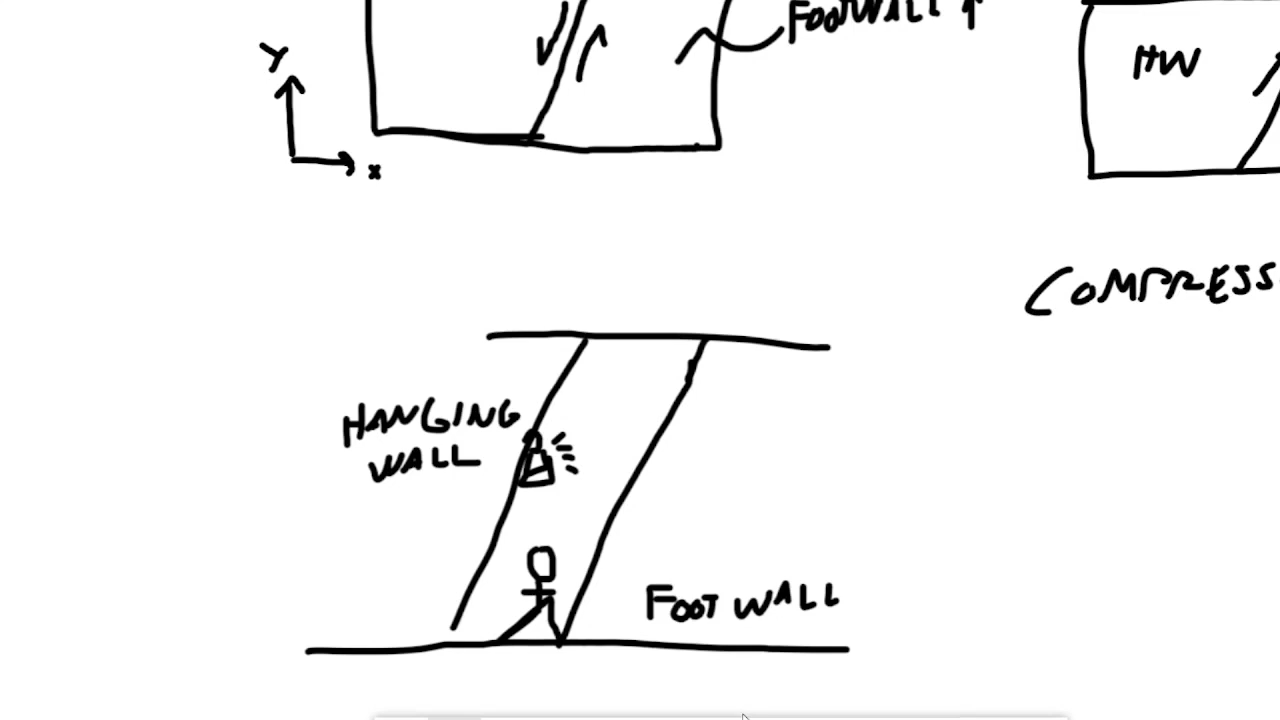 FOOTWALL ↑
Y
X
HW
COMPRESS
HANGING
WALL
FOOT WALL